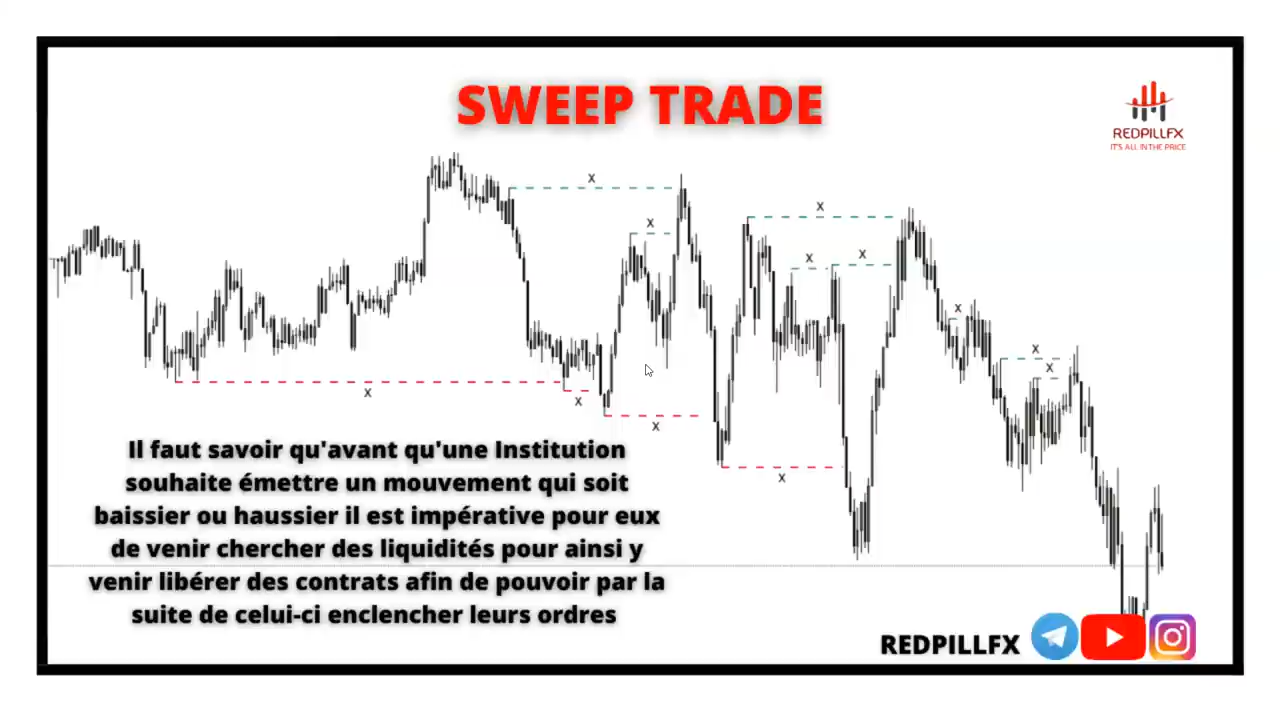 SWEEP TRADE
REDPILLFX
IT'S ALL IN THE PRICE
x
x
x
x
x
x
x
x
x
x
x
x
Il faut savoir qu'avant qu'une Institution
souhaite émettre un mouvement qui soit
baissier ou haussier il est impérative pour eux
de venir chercher des liquidités pour ainsi y
venir libérer des contrats afin de pouvoir par la
suite de celui-ci enclencher leurs ordres
REDPILLFX